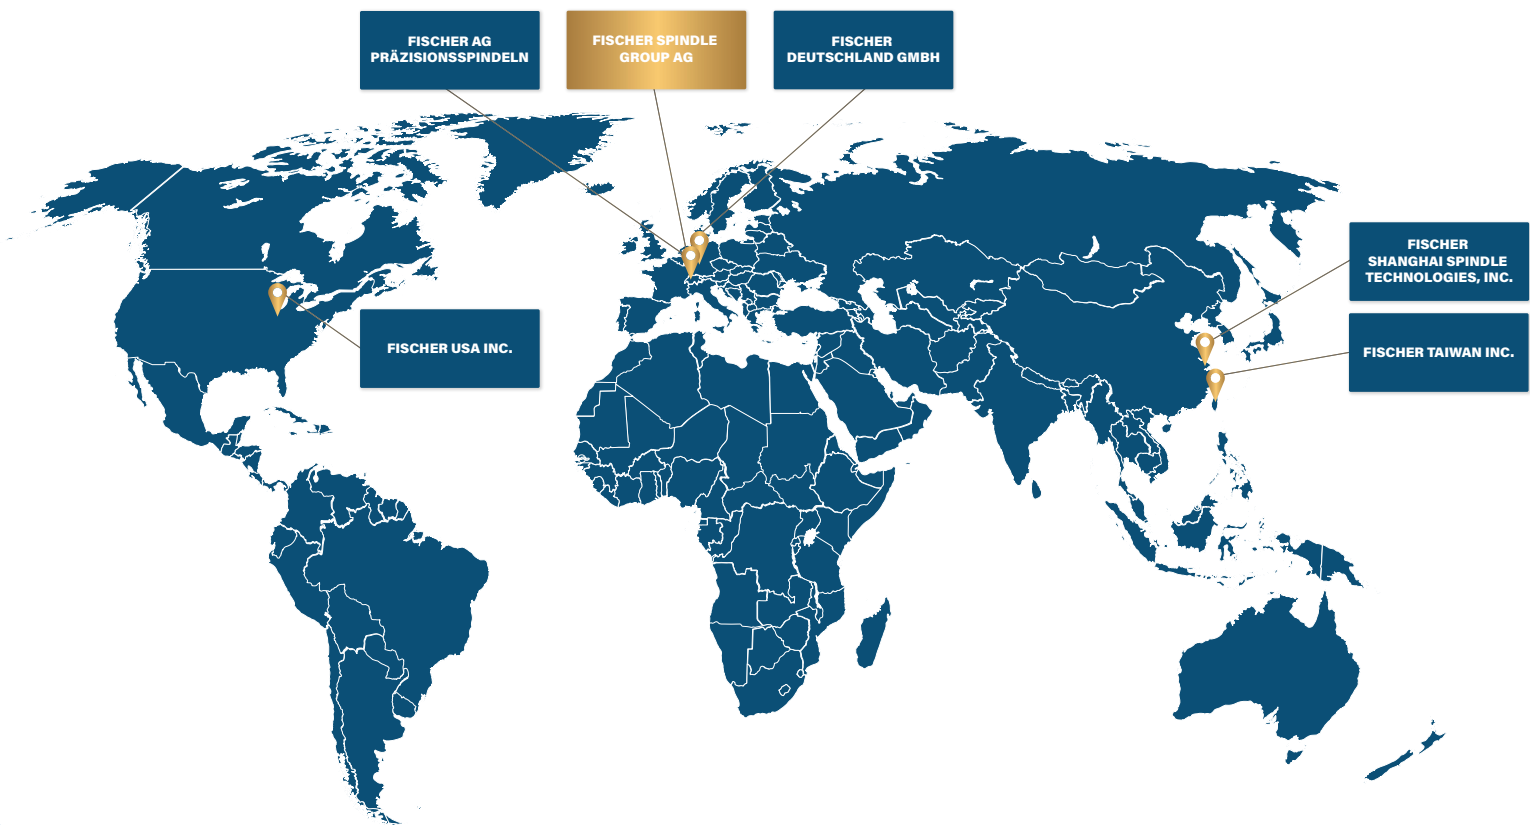 FISCHER AG
PRÄZISIONSSPINDELN
FISCHER SPINDLE
GROUP AG
FISCHER
DEUTSCHLAND GMBH
FISCHER
SHANGHAI SPINDLE
TECHNOLOGIES, INC.
FISCHER USA INC.
FISCHER TAIWAN INC.